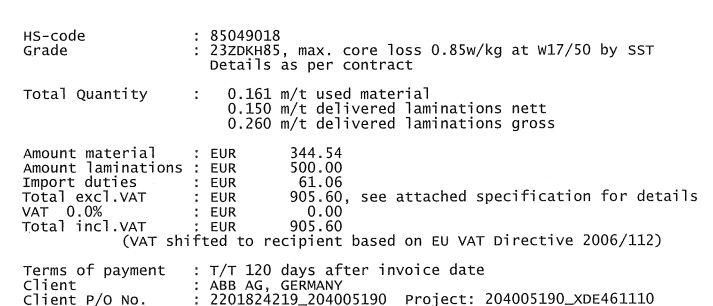 HS-code : 85049018
Grade : 23ZDKH85, max. core loss 0.85w/kg at W17/50 by SST
Details as per contract
Total Quantity : 0.161 m/t used material
0.150 m/t delivered laminations nett
0.260 m/t delivered laminations gross
Amount material : EUR 344.54
Amount laminations : EUR 500.00
Import duties : EUR 61.06
Total excl.VAT : EUR 905.60, see attached specification for details
VAT 0.0% : EUR 0.00
Total incl.VAT : EUR 905.60
(VAT shifted to recipient based on EU VAT Directive 2006/112)
Terms of payment : T/T 120 days after invoice date
Client : ABB AG, GERMANY
Client P/O No. : 2201824219_204005190 Project: 204005190_XDE461110